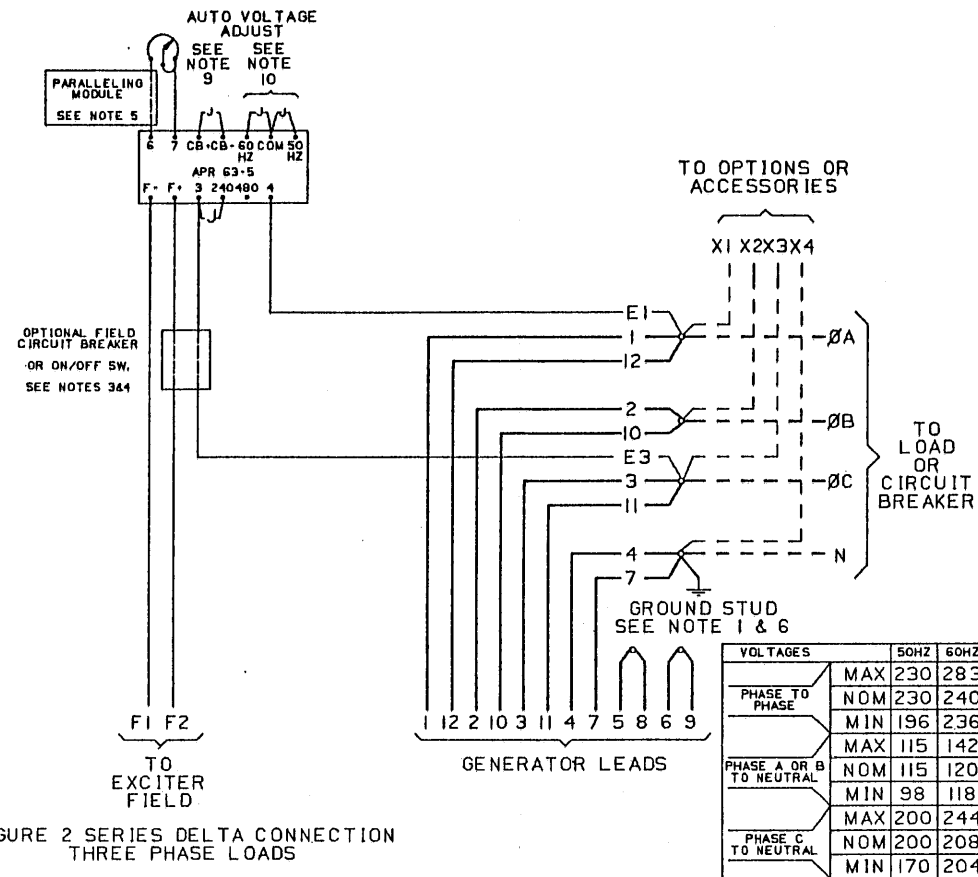 AUTO VOLTAGE
ADJUST
SEE
NOTE
9
SEE
NOTE
10
PARALLELING
MODULE
SEE NOTE 5
6 7 CB+CB- 60 HZ COM 50 HZ
APR 63-5
F- F+ 3 240 480 4
TO OPTIONS OR
ACCESSORIES
X1 X2 X3 X4
OPTIONAL FIELD
CIRCUIT BREAKER
OR ON/OFF SW.
SEE NOTES 3&4
E1
1
12
ØA
2
10
ØB
E3
3
11
ØC
4
7
N
TO
LOAD
OR
CIRCUIT
BREAKER
GROUND STUD
SEE NOTE 1 & 6
F1 F2
TO
EXCITER
FIELD
1 12 2 10 3 11 4 7 5 8 6 9
GENERATOR LEADS
VOLTAGES 50HZ 60HZ
PHASE TO
PHASE
MAX 230 283
NOM 230 240
MIN 196 236
PHASE A OR B
TO NEUTRAL
MAX 115 142
NOM 115 120
MIN 98 118
PHASE C
TO NEUTRAL
MAX 200 244
NOM 200 208
MIN 170 204
GURE 2 SERIES DELTA CONNECTION
THREE PHASE LOADS